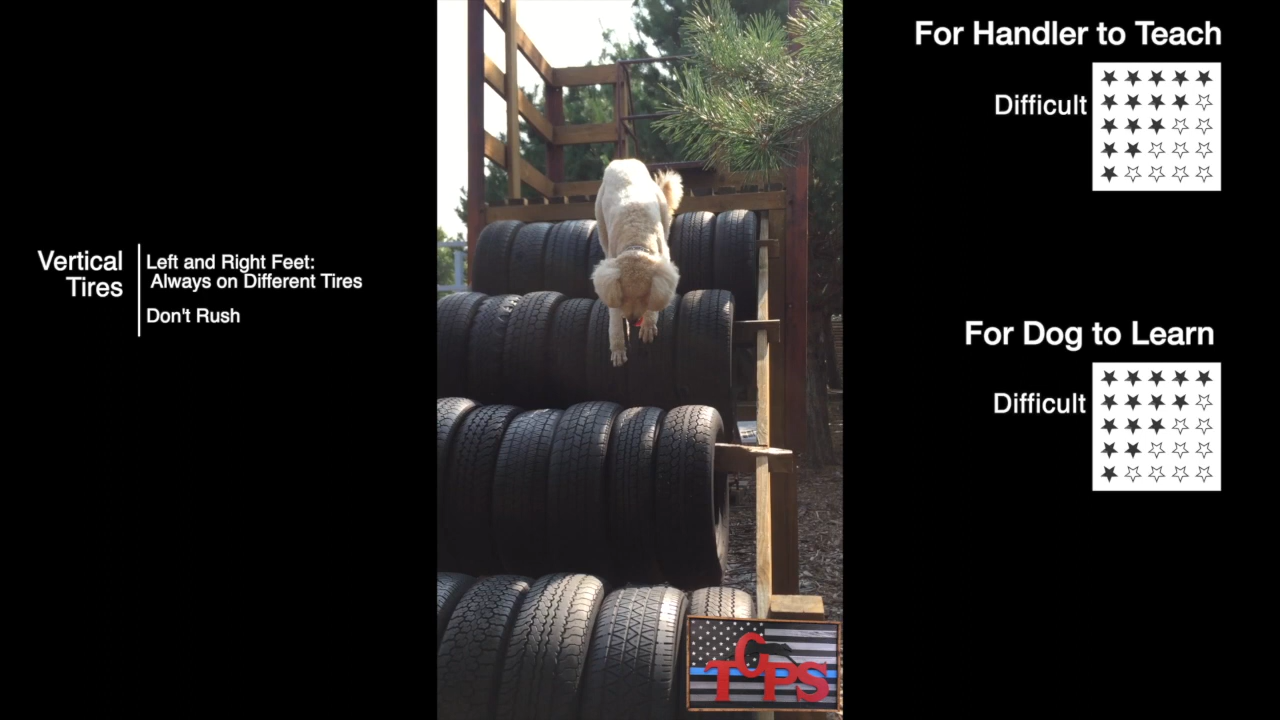 Vertical
Tires
Left and Right Feet:
Always on Different Tires
Don't Rush
For Handler to Teach
Difficult
For Dog to Learn
Difficult
TCPS